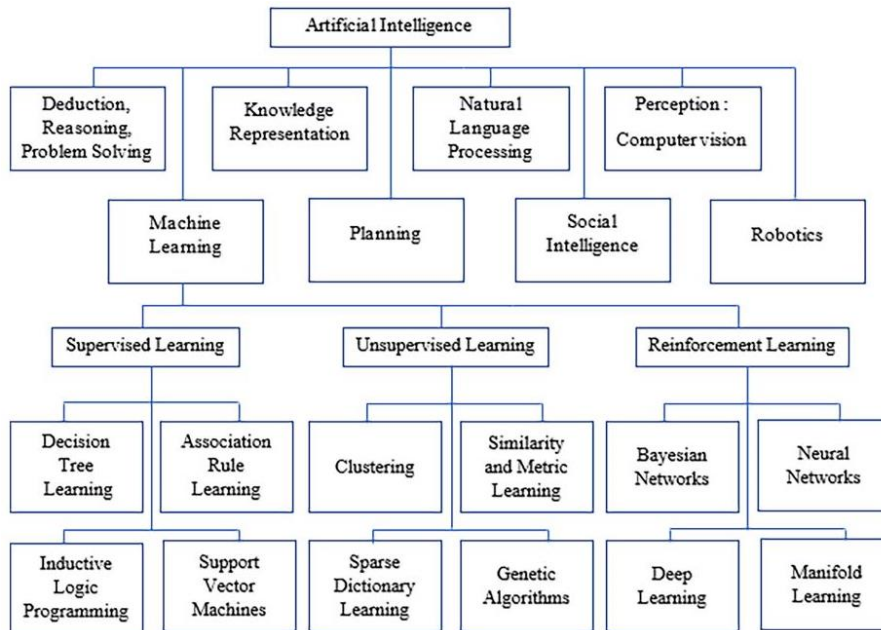 Artificial Intelligence
Deduction,
Reasoning,
Problem Solving
Knowledge
Representation
Natural
Language
Processing
Perception :
Computer vision
Machine
Learning
Planning
Social
Intelligence
Robotics
Supervised Learning
Unsupervised Learning
Reinforcement Learning
Decision
Tree
Learning
Association
Rule
Learning
Clustering
Similarity
and Metric
Learning
Bayesian
Networks
Neural
Networks
Inductive
Logic
Programming
Support
Vector
Machines
Sparse
Dictionary
Learning
Genetic
Algorithms
Deep
Learning
Manifold
Learning